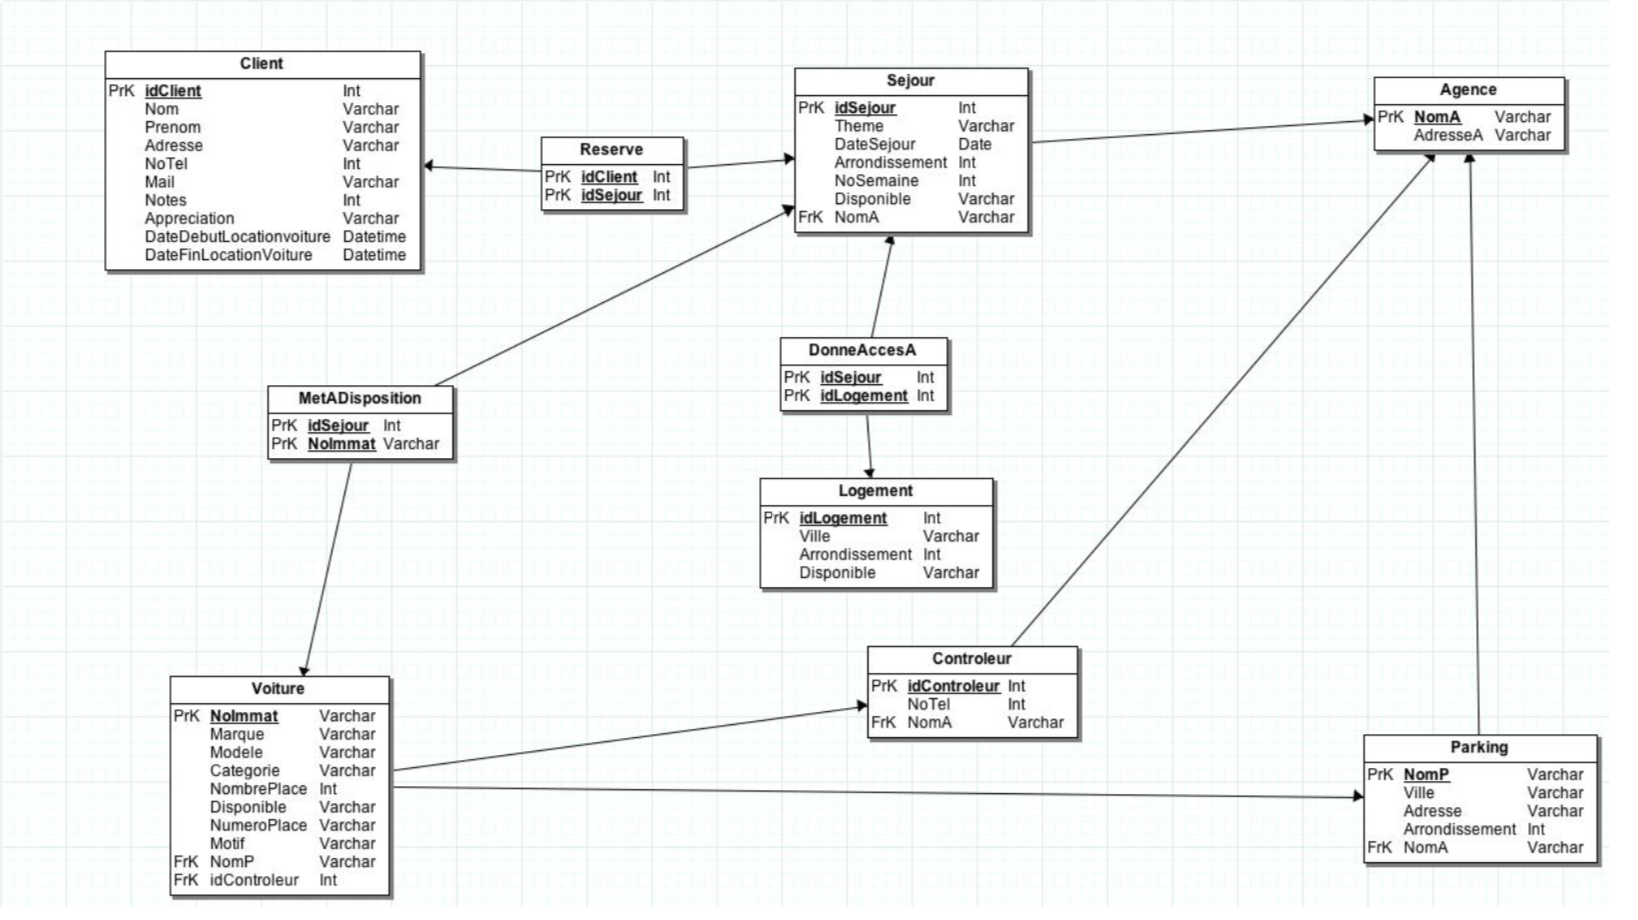 Client
PrK idClient Int
Nom Varchar
Prenom Varchar
Adresse Varchar
NoTel Int
Mail Varchar
Notes Int
Appreciation Varchar
DateDebutLocationvoiture Datetime
DateFinLocationVoiture Datetime
Reserve
PrK idClient Int
PrK idSejour Int
Sejour
PrK idSejour Int
Theme Varchar
DateSejour Date
Arrondissement Int
NoSemaine Int
Disponible Varchar
FrK NomA Varchar
Agence
PrK NomA Varchar
AdresseA Varchar
MetADisposition
PrK idSejour Int
PrK NoImmat Varchar
DonneAccesA
PrK idSejour Int
PrK idLogement Int
Logement
PrK idLogement Int
Ville Varchar
Arrondissement Int
Disponible Varchar
Voiture
PrK NoImmat Varchar
Marque Varchar
Modele Varchar
Categorie Varchar
NombrePlace Int
Disponible Varchar
NumeroPlace Varchar
Motif Varchar
FrK NomP Varchar
FrK idControleur Int
Controleur
PrK idControleur Int
NoTel Int
FrK NomA Varchar
Parking
PrK NomP Varchar
Ville Varchar
Adresse Varchar
Arrondissement Int
FrK NomA Varchar